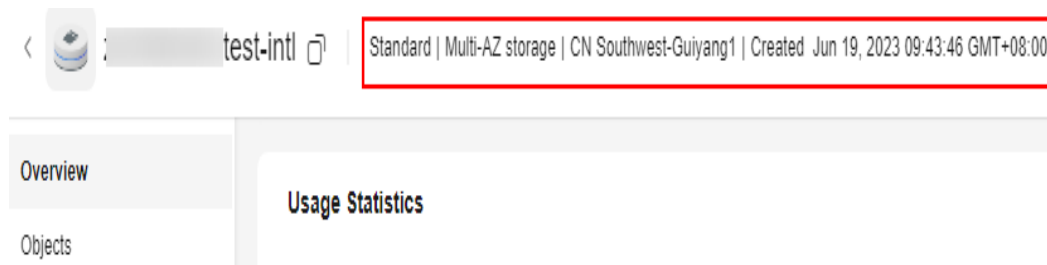 test-intl
Standard | Multi-AZ storage | CN Southwest-Guiyang1 | Created Jun 19, 2023 09:43:46 GMT+08:00
Overview
Usage Statistics
Objects